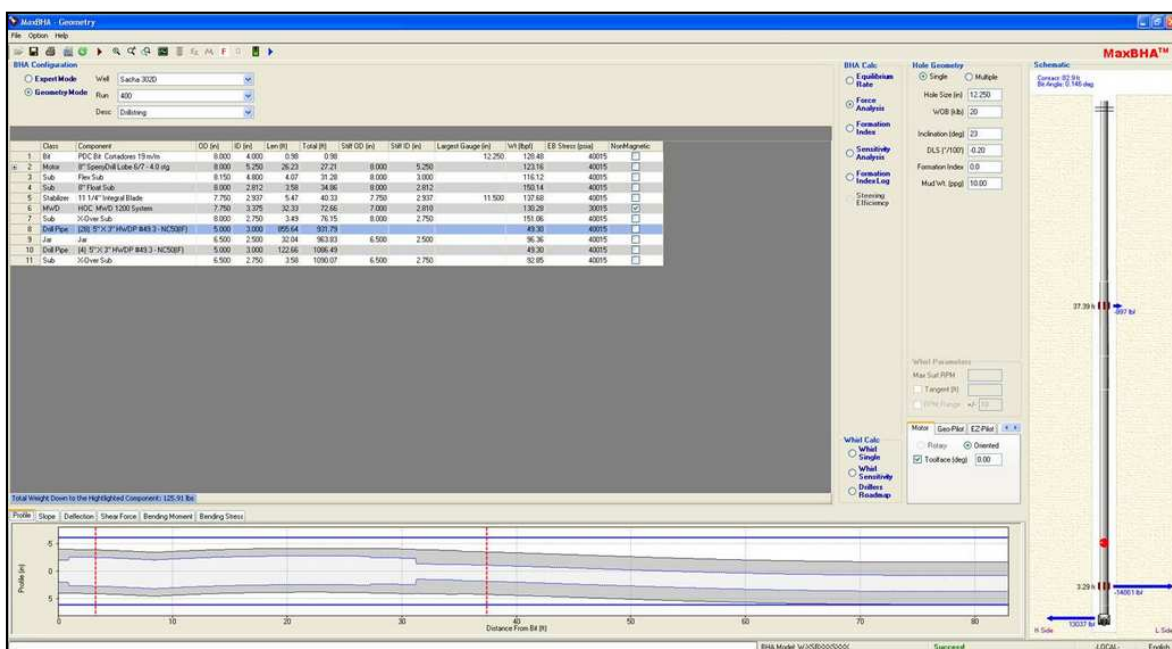 MaxBHA - Geometry
File Option Help
MaxBHA™
BHA Configuration
Expert Mode Well Sacha 302D
Geometry Mode Run 400
Desc Drillstring
Class Component OD (in) ID (in) Len (ft) Total (ft) Stiff OD (in) Stiff ID (in) Largest Gauge (in) Wt (lbpf) EB Stress (psia) NonMagnetic
1 Bit PDC Bit Cortadores 19 m/m 8.000 4.000 0.98 0.98 12.250 128.48 40015
2 Motor 8" SperryDrill Lobe 6/7 - 4.0 stg 8.000 5.250 26.23 27.21 8.000 5.250 123.16 40015
3 Sub Flex Sub 8.150 4.800 4.07 31.28 8.000 3.000 116.12 40015
4 Sub 8" Float Sub 8.000 2.812 3.58 34.86 8.000 2.812 150.14 40015
5 Stabilizer 11 1/4" Integral Blade 7.750 2.937 5.47 40.33 7.750 2.937 11.500 137.68 40015
6 MWD HOC MWD 1200 System 7.750 3.375 32.33 72.66 7.000 2.810 130.28 30015
7 Sub X-Over Sub 8.000 2.750 3.49 76.15 8.000 2.750 151.06 40015
8 Drill Pipe (28) 5" X 3" HWDP #49.3 - NC50(IF) 5.000 3.000 855.64 931.79 49.30 40015
9 Jar Jar 6.500 2.500 32.04 963.83 6.500 2.500 96.36 40015
10 Drill Pipe (4) 5" X 3" HWDP #49.3 - NC50(IF) 5.000 3.000 122.66 1086.49 49.30 40015
11 Sub X-Over Sub 6.500 2.750 3.58 1090.07 6.500 2.750 92.85 40015
Total Weight Down to the Highlighted Component: 125.91 lbs
BHA Calc
Equilibrium Rate
Force Analysis
Formation Index
Sensitivity Analysis
Formation Index Log
Steering Efficiency
Whirl Calc
Whirl Single
Whirl Sensitivity
Drillers Roadmap
Hole Geometry
Single Multiple
Hole Size (in) 12.250
WOB (klb) 20
Inclination (deg) 23
DLS (°/100') -0.20
Formation Index 0.0
Mud Wt. (ppg) 10.00
Whirl Parameters
Max Surf RPM
Tangent (ft)
RPM Range +/- 10
Motor Geo-Pilot EZ-Pilot
Rotary Oriented
Toolface (deg) 0.00
Schematic
Contact: 82.9 ft
Bit Angle: 0.146 deg
37.39 ft
-897 lbf
3.29 ft
-14061 lbf
13037 lbf
H Side L Side
Profile Slope Deflection Shear Force Bending Moment Bending Stress
Profile (in)
-5
0
5
0 10 20 30 40 50 60 70 80
Distance From Bit (ft)
Successful -LOCAL- English